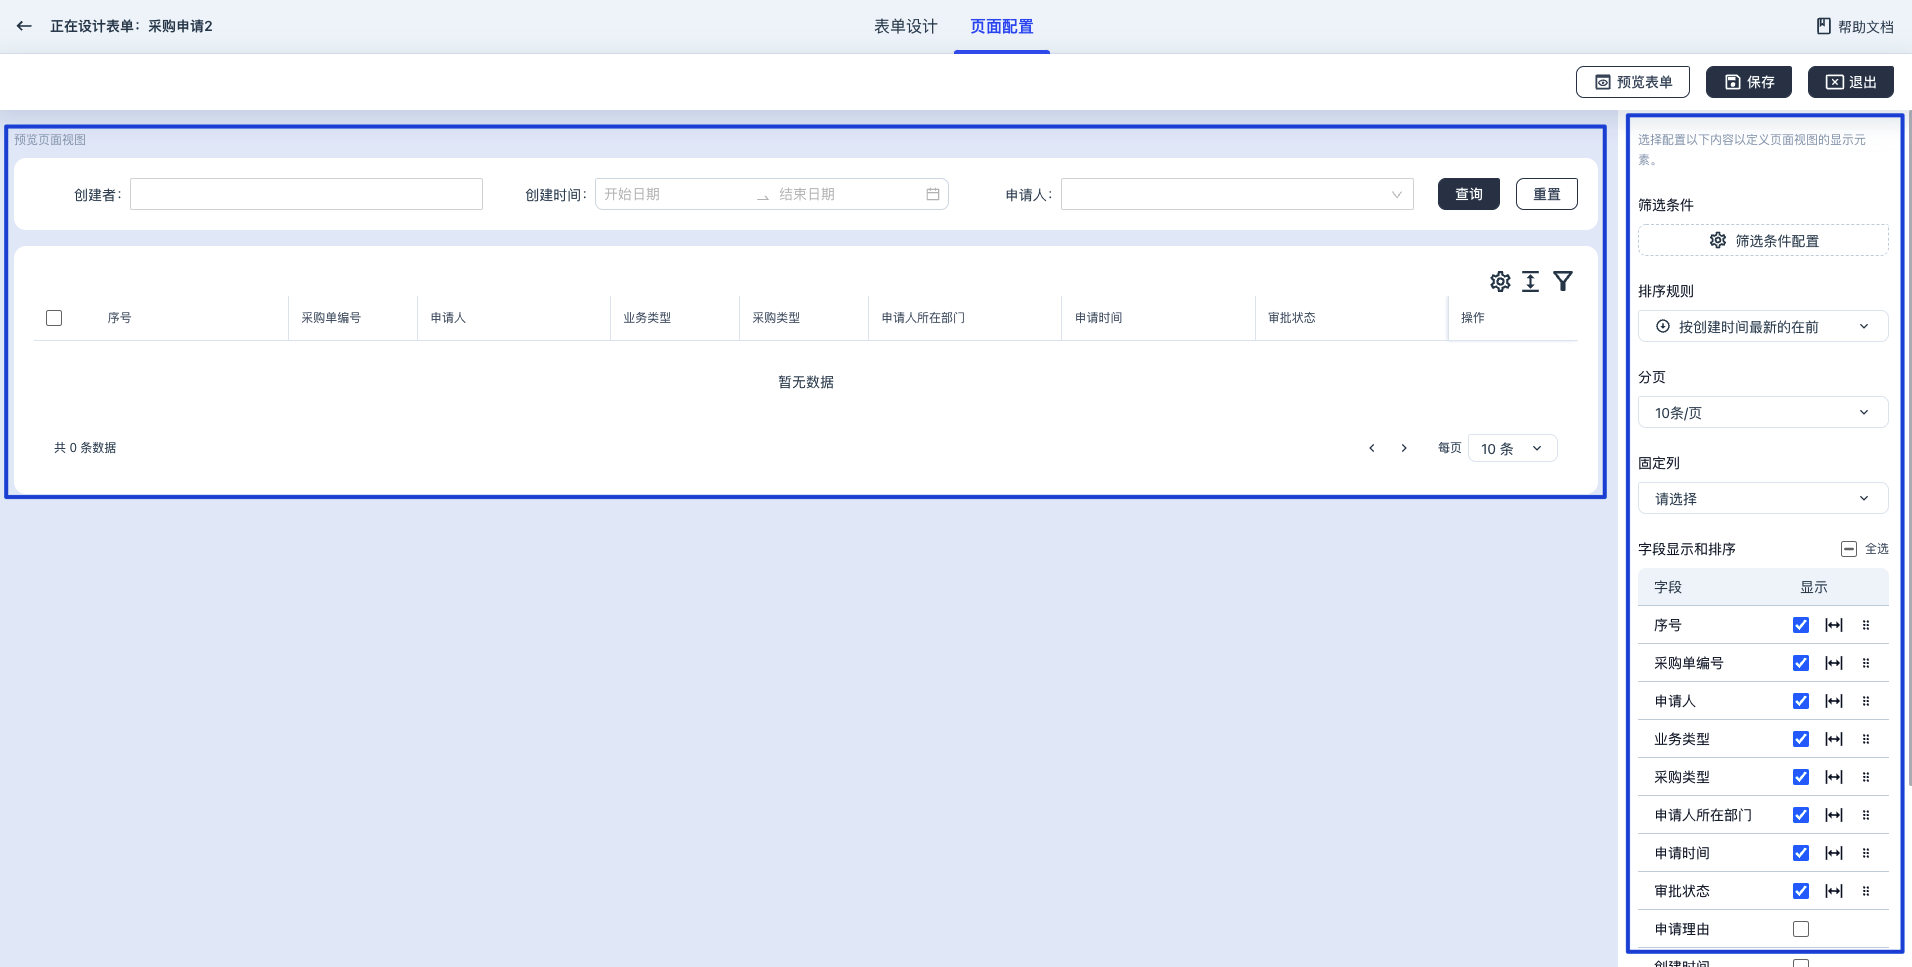 正在设计表单：采购申请2
表单设计
页面配置
帮助文档
预览表单
保存
退出
预览页面视图
创建者：
创建时间：
开始日期
结束日期
申请人：
查询
重置
序号
采购单编号
申请人
业务类型
采购类型
申请人所在部门
申请时间
审批状态
操作
暂无数据
共 0 条数据
每页
10 条
选择配置以下内容以定义页面视图的显示元
素。
筛选条件
筛选条件配置
排序规则
按创建时间最新的在前
分页
10条/页
固定列
请选择
字段显示和排序
全选
字段
显示
序号
采购单编号
申请人
业务类型
采购类型
申请人所在部门
申请时间
审批状态
申请理由
创建时间